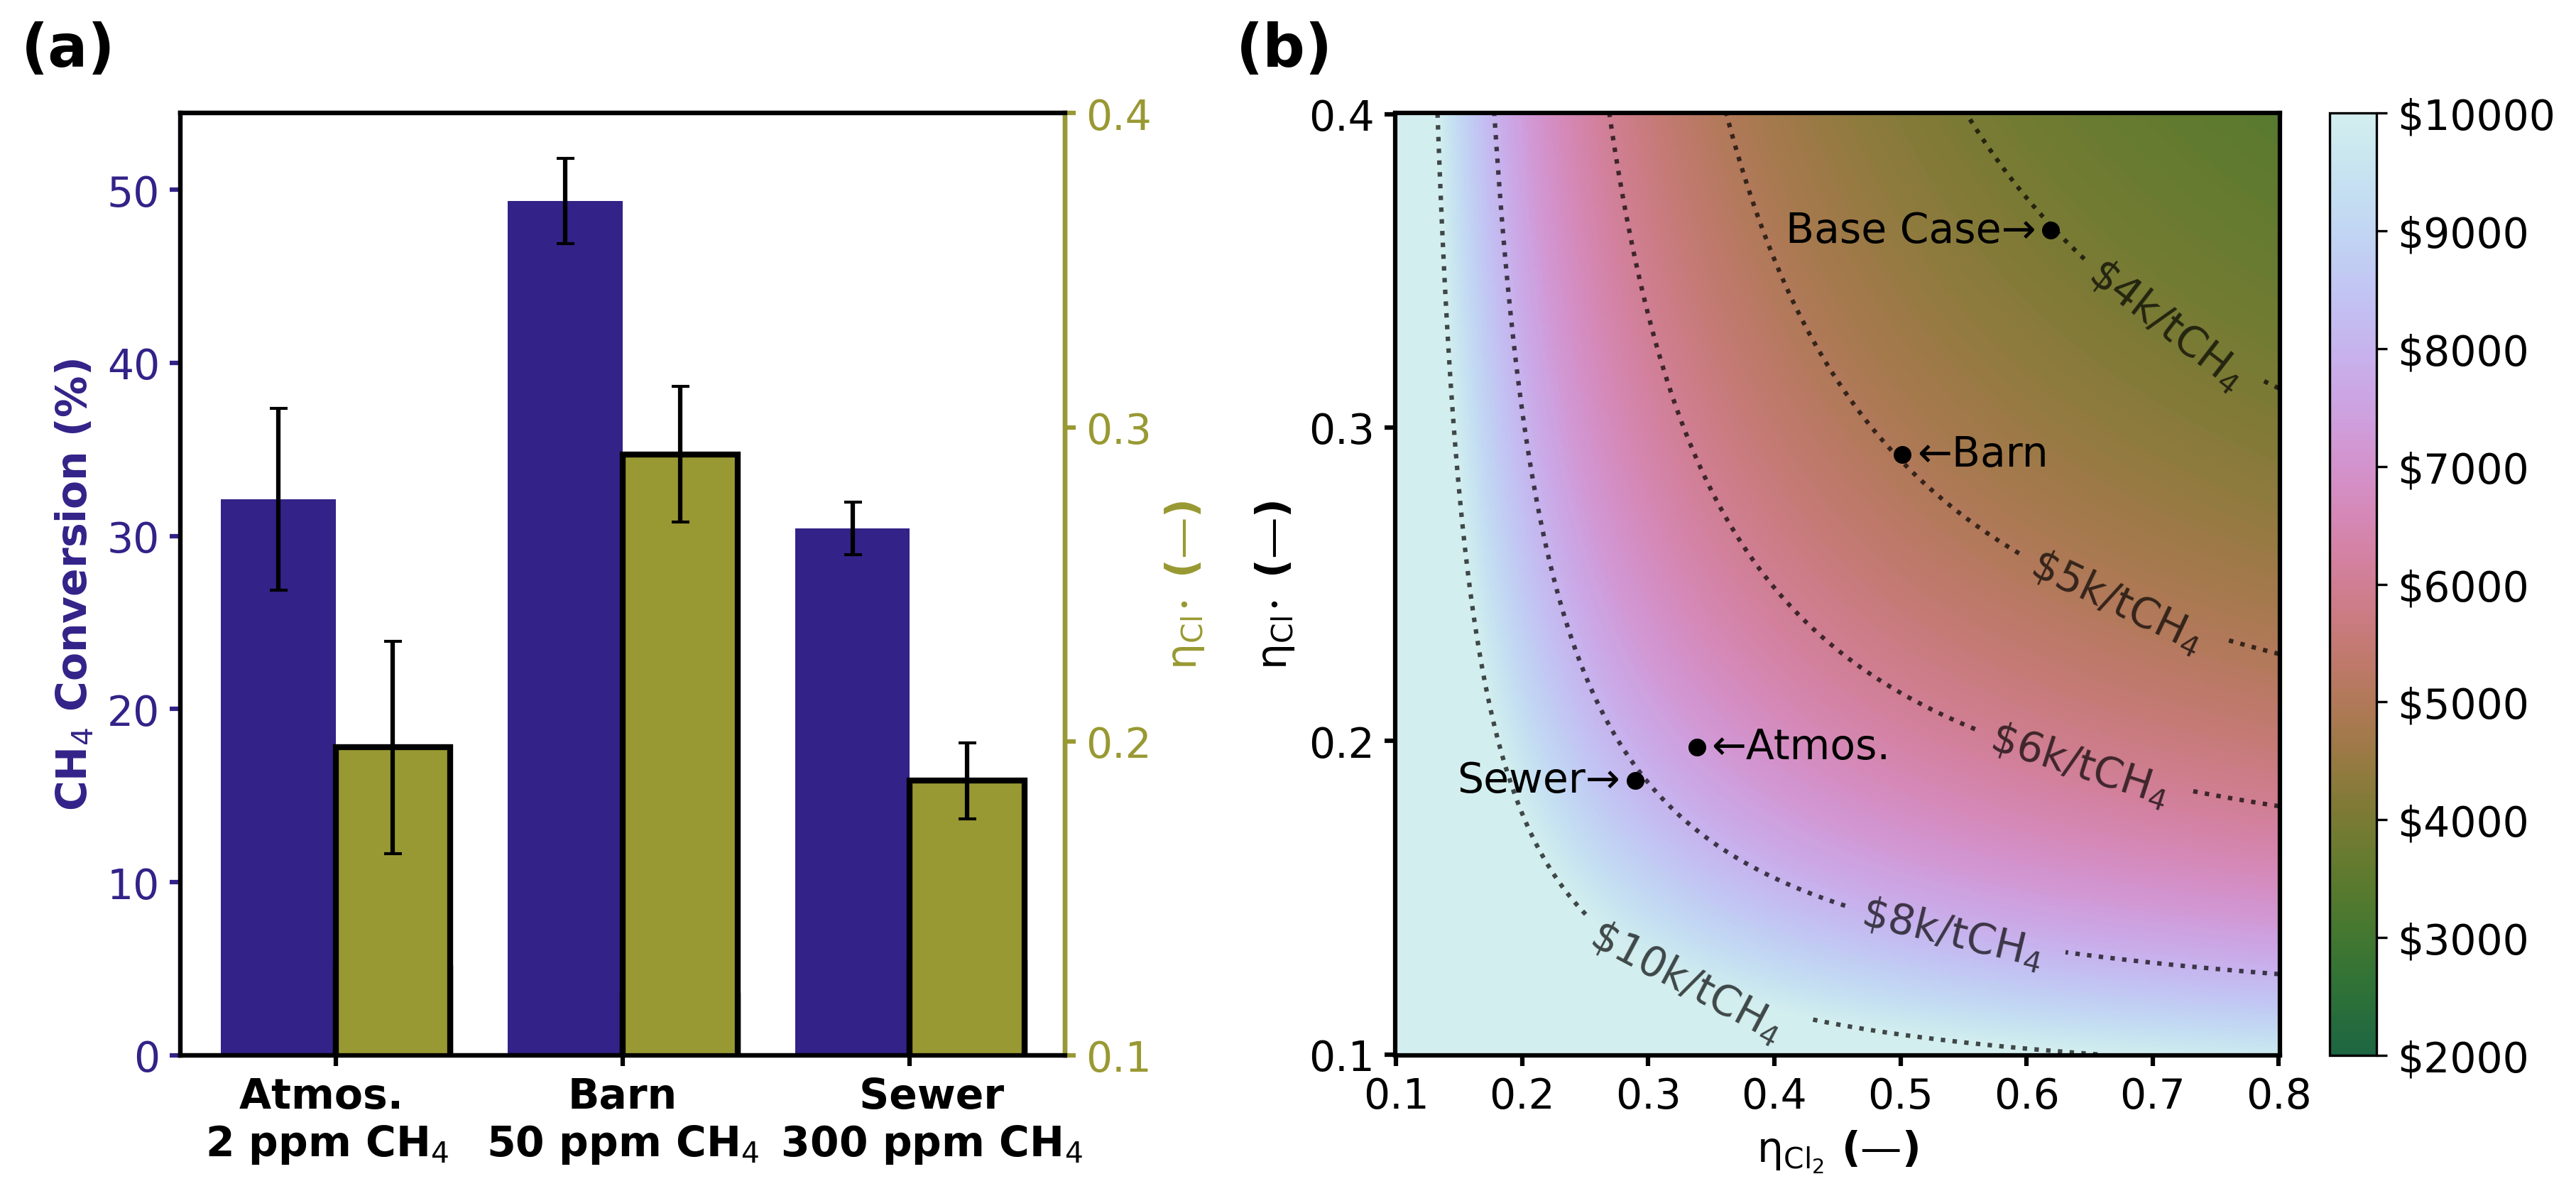 (a)
CH₄ Conversion (%)
50
40
30
20
10
0
0.4
0.3
0.2
0.1
η_Cl· (—)
Atmos.
2 ppm CH₄
Barn
50 ppm CH₄
Sewer
300 ppm CH₄
(b)
η_Cl· (—)
0.4
0.3
0.2
0.1
Base Case→
←Barn
←Atmos.
Sewer→
$4k/tCH₄
$5k/tCH₄
$6k/tCH₄
$8k/tCH₄
$10k/tCH₄
0.1 0.2 0.3 0.4 0.5 0.6 0.7 0.8
η_Cl₂ (—)
$10000
$9000
$8000
$7000
$6000
$5000
$4000
$3000
$2000